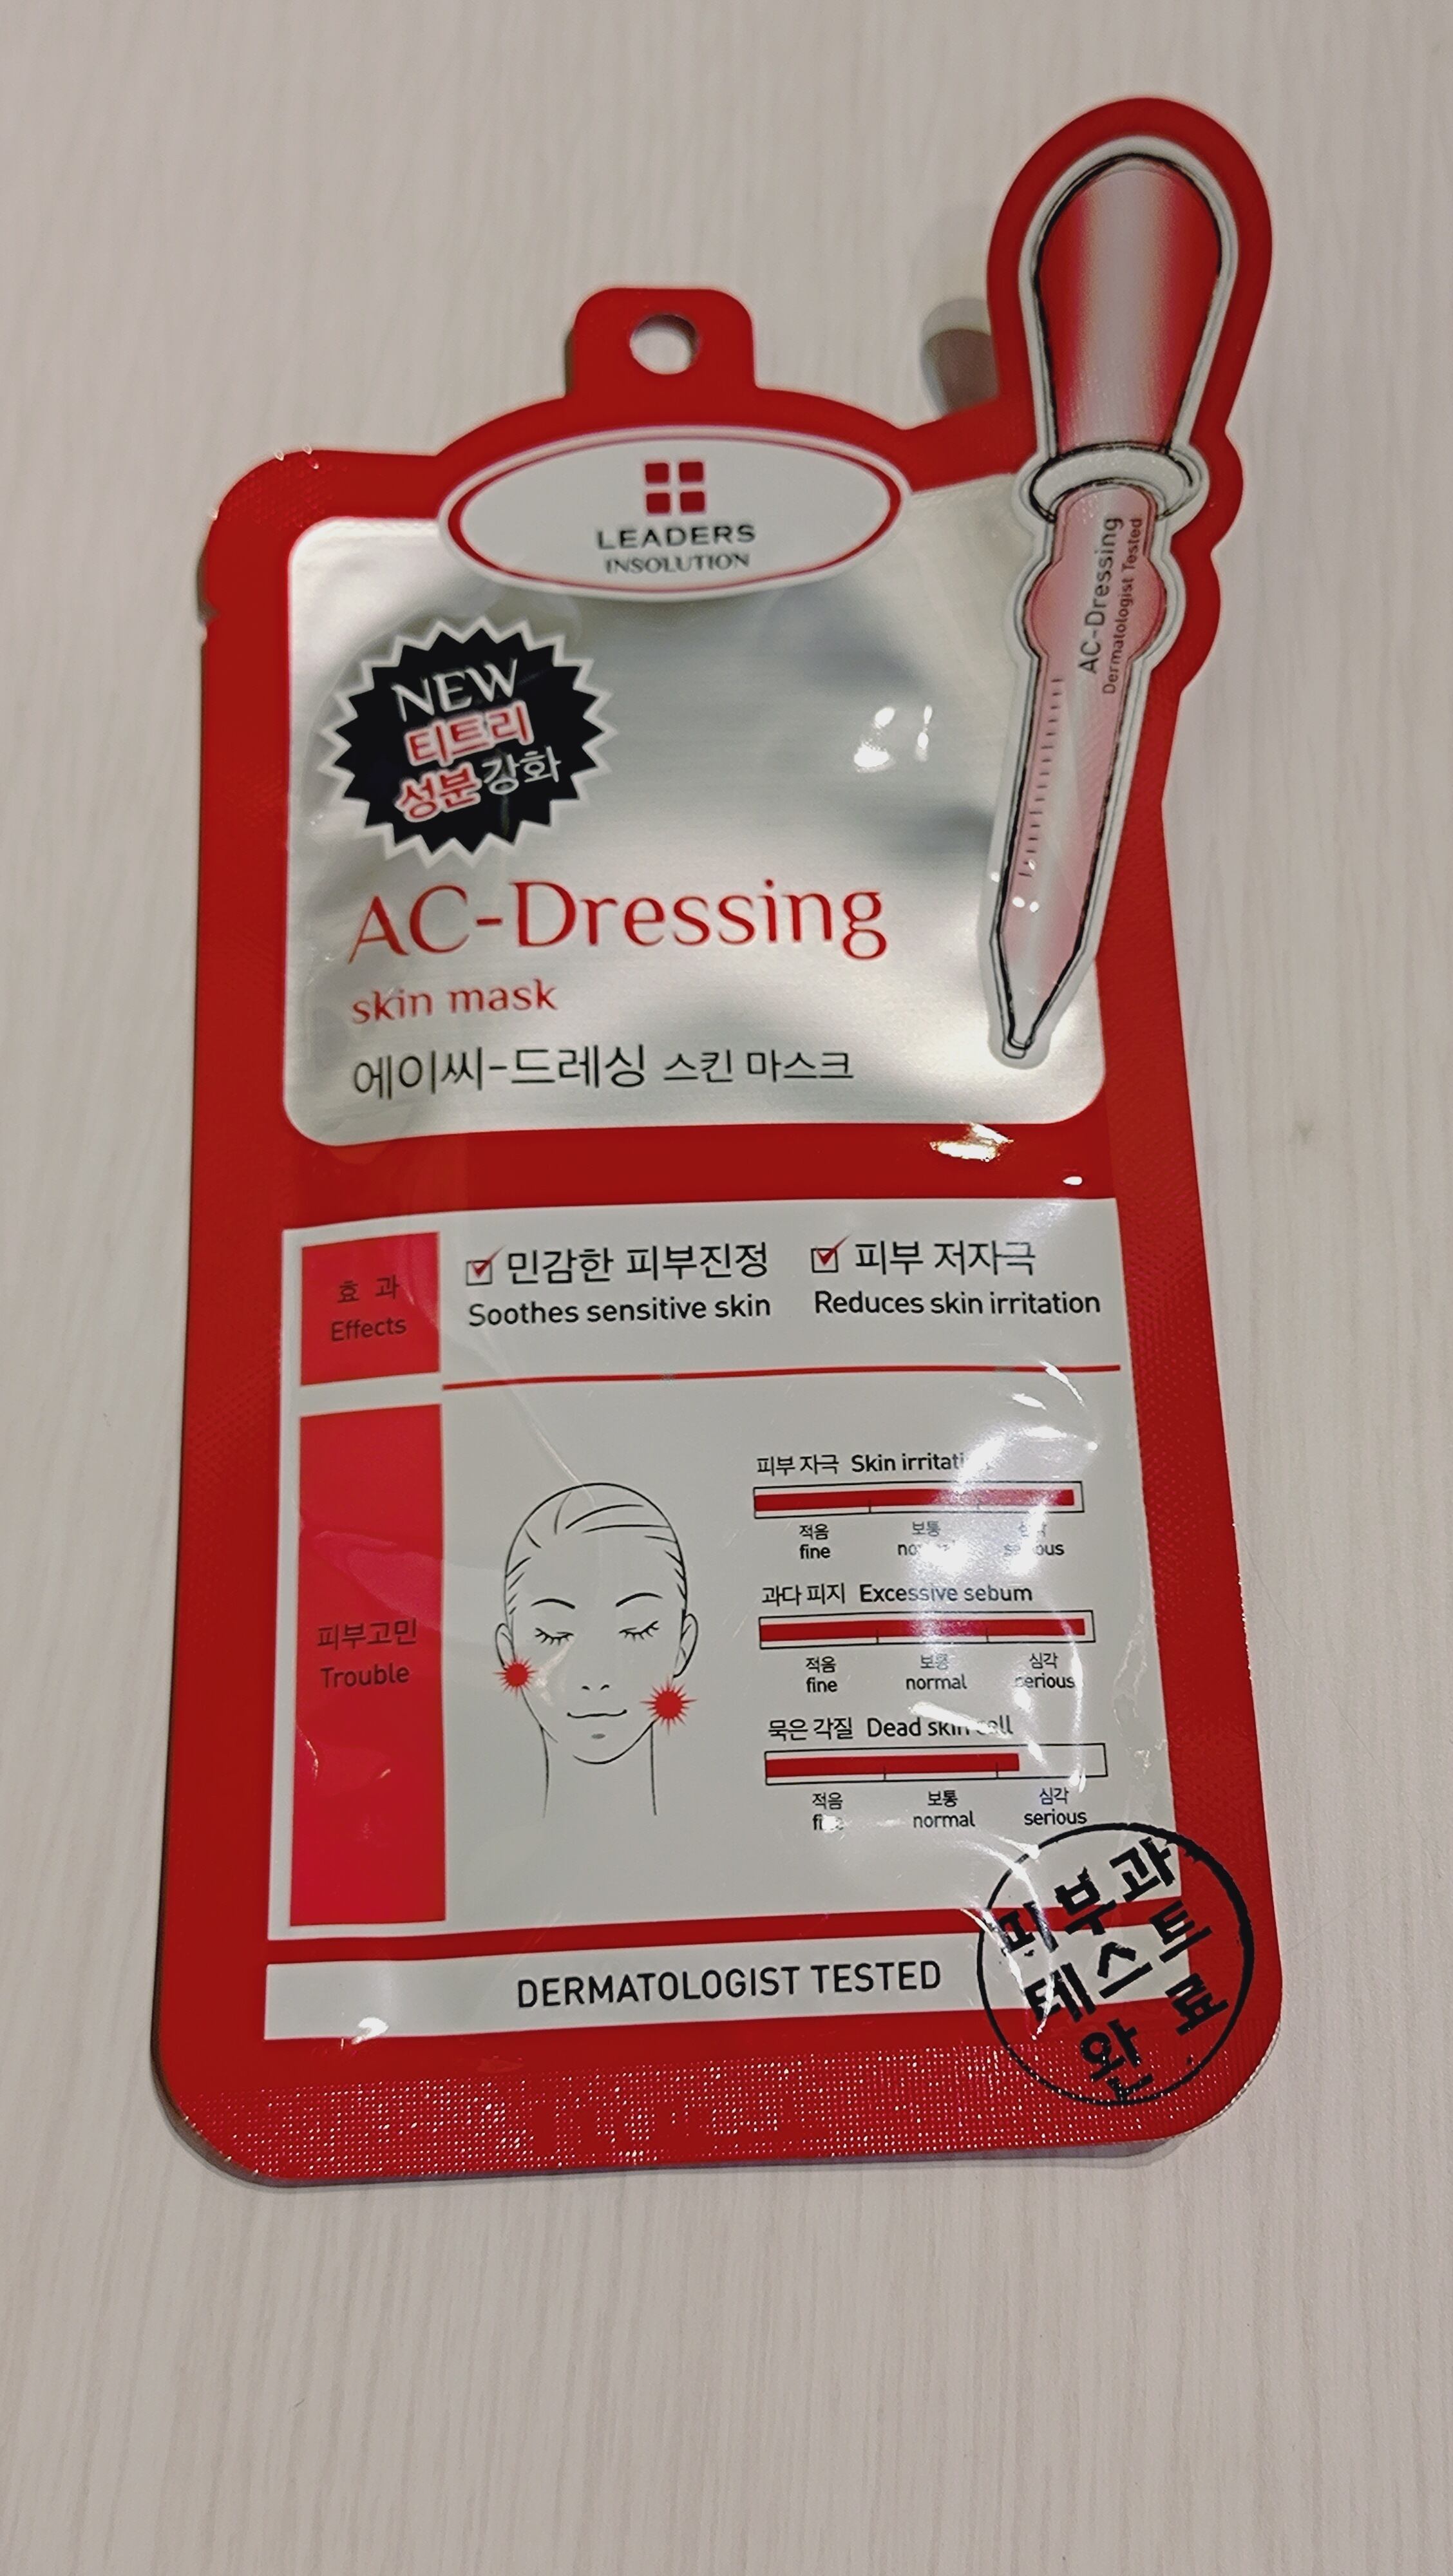 LEADERS
INSOLUTION
AC-Dressing
Dermatologist Tested
NEW
티트리
성분강화
AC-Dressing
skin mask
에이씨-드레싱 스킨 마스크
효 과
Effects
민감한 피부진정
Soothes sensitive skin
피부 저자극
Reduces skin irritation
피부고민
Trouble
피부 자극 Skin
적음 보통
fine
과다 피지 Excessive sebum
적음 보통 심각
fine normal serious
묵은 각질 Dead skin cell
적음 보통 심각
fine normal serious
DERMATOLOGIST TESTED
피부과
테스트
완료